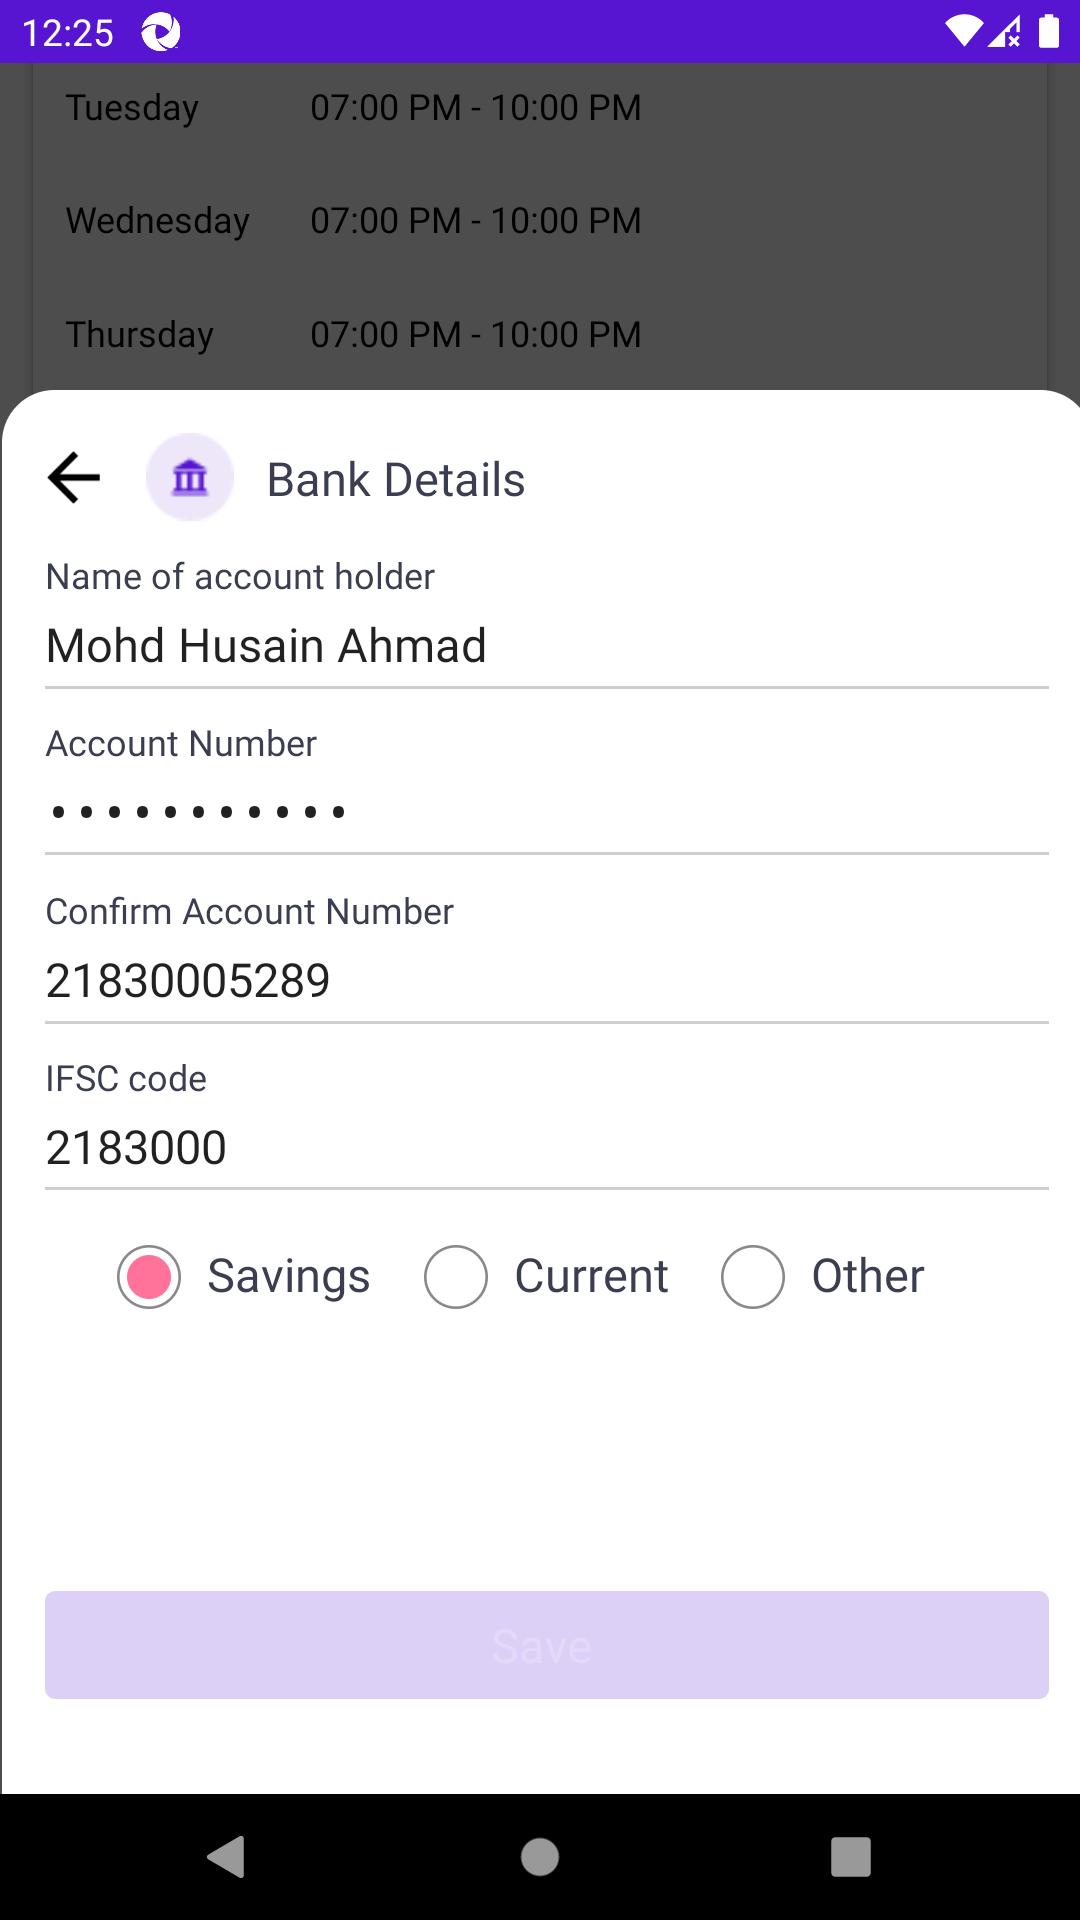 12:25
Tuesday 07:00 PM - 10:00 PM
Wednesday 07:00 PM - 10:00 PM
Thursday 07:00 PM - 10:00 PM
Bank Details
Name of account holder
Mohd Husain Ahmad
Account Number
•••••••••••
Confirm Account Number
21830005289
IFSC code
2183000
Savings Current Other
Save